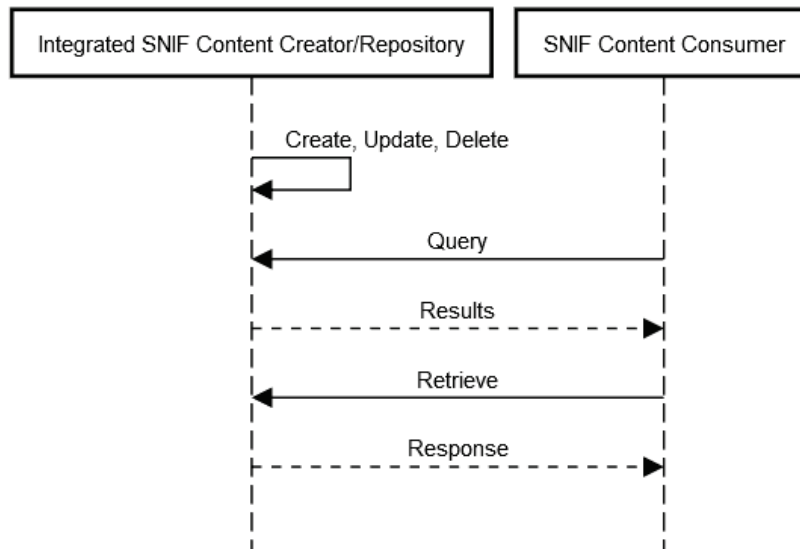 Integrated SNIF Content Creator/Repository
SNIF Content Consumer
Create, Update, Delete
Query
Results
Retrieve
Response